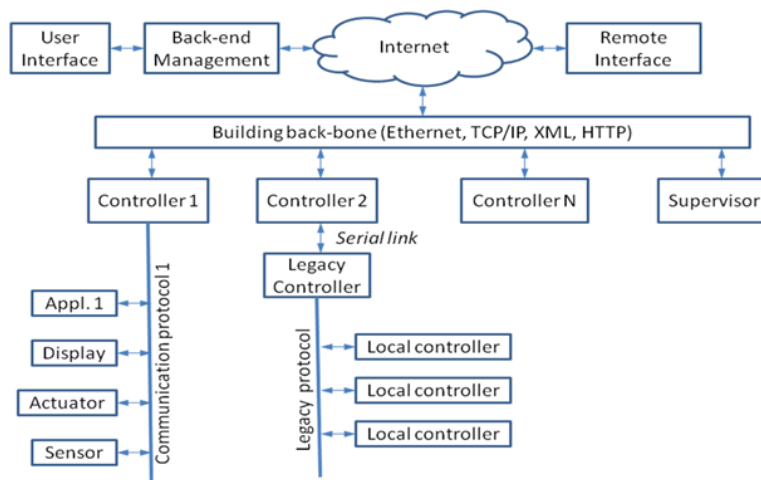 User
Interface
Back-end
Management
Internet
Remote
Interface
Building back-bone (Ethernet, TCP/IP, XML, HTTP)
Controller 1
Controller 2
Controller N
Supervisor
Serial link
Legacy
Controller
Communication protocol 1
Appl. 1
Display
Actuator
Sensor
Legacy protocol
Local controller
Local controller
Local controller